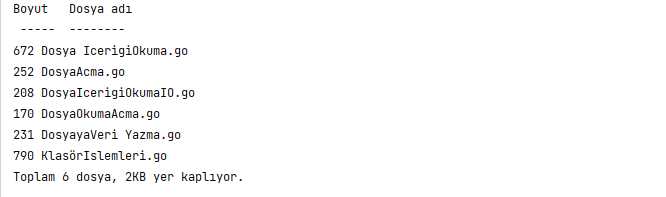 Boyut   Dosya adı
 -----  --------
672 Dosya IcerigiOkuma.go
252 DosyaAcma.go
208 DosyaIcerigiOkumaIO.go
170 DosyaOkumaAcma.go
231 DosyayaVeri Yazma.go
790 KlasörIslemleri.go
Toplam 6 dosya, 2KB yer kaplıyor.